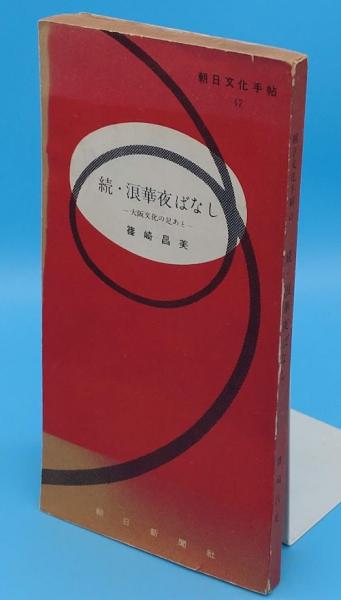 朝日文化手帖
42
続・浪華夜ばなし
―大阪文化の足あと―
篠崎昌美
朝日新聞社